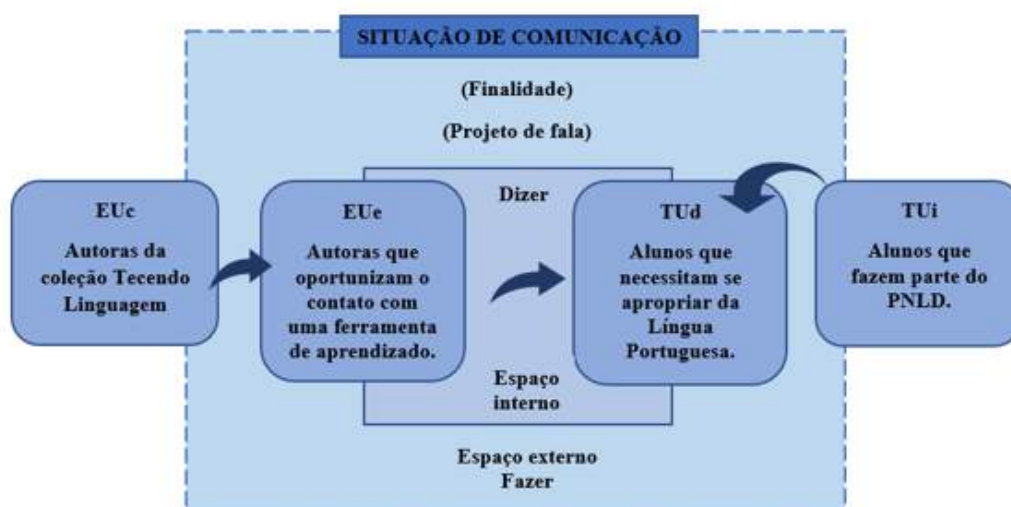 SITUAÇÃO DE COMUNICAÇÃO
(Finalidade)
(Projeto de fala)
Dizer
EUc
Autoras da
coleção Tecendo
Linguagem
EUe
Autoras que
oportunizam o
contato com
uma ferramenta
de aprendizado.
TUd
Alunos que
necessitam se
apropriar da
Língua
Portuguesa.
TUi
Alunos que
fazem parte do
PNLD.
Espaço
interno
Espaço externo
Fazer